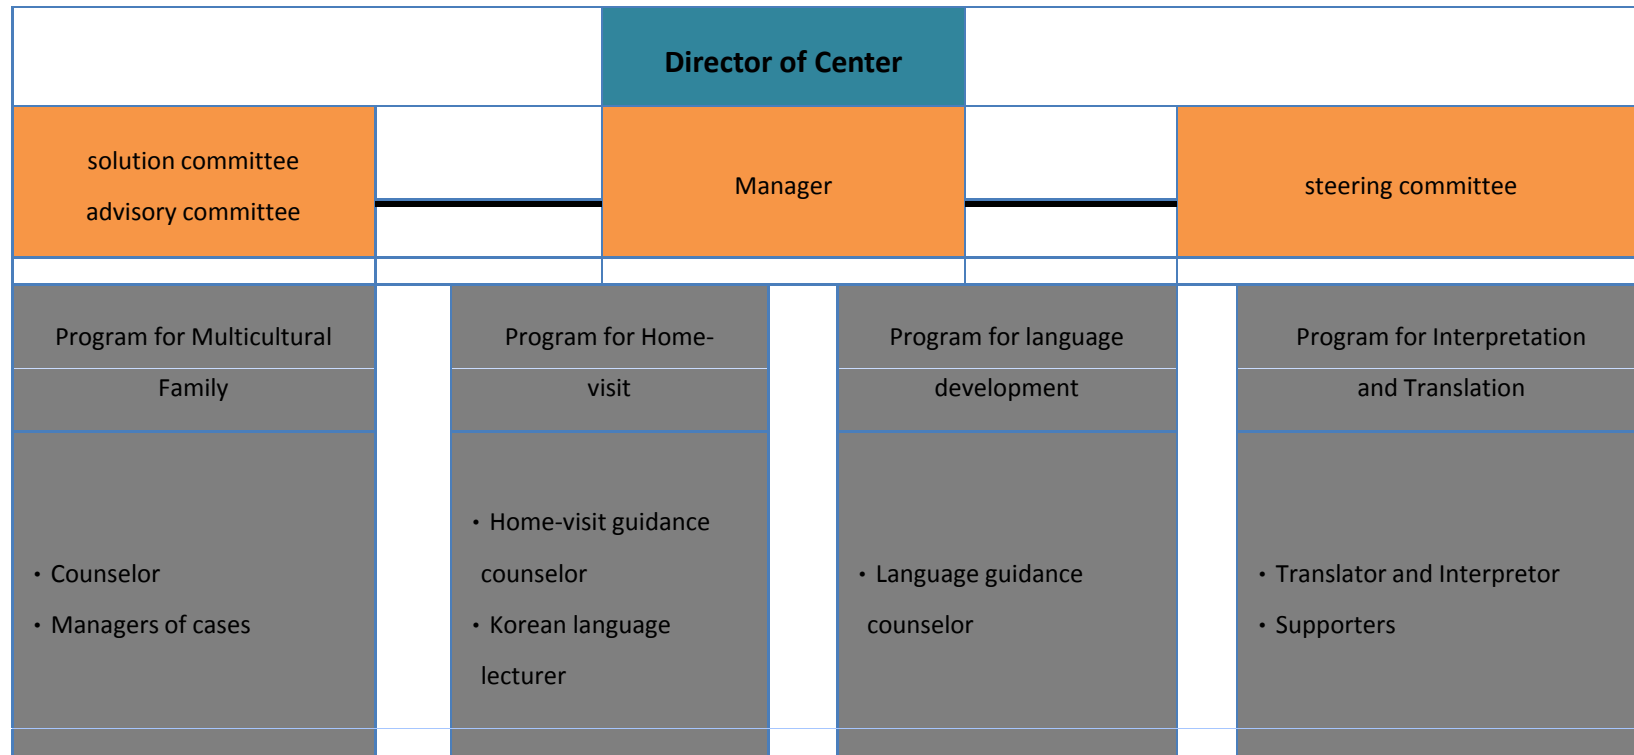 Director of Center
solution committee
advisory committee
Manager
steering committee
Program for Multicultural
Family
Program for Home-
visit
Program for language
development
Program for Interpretation
and Translation
・Counselor
・Managers of cases
・Home-visit guidance
counselor
・Korean language
lecturer
・Language guidance
counselor
・Translator and Interpretor
・Supporters